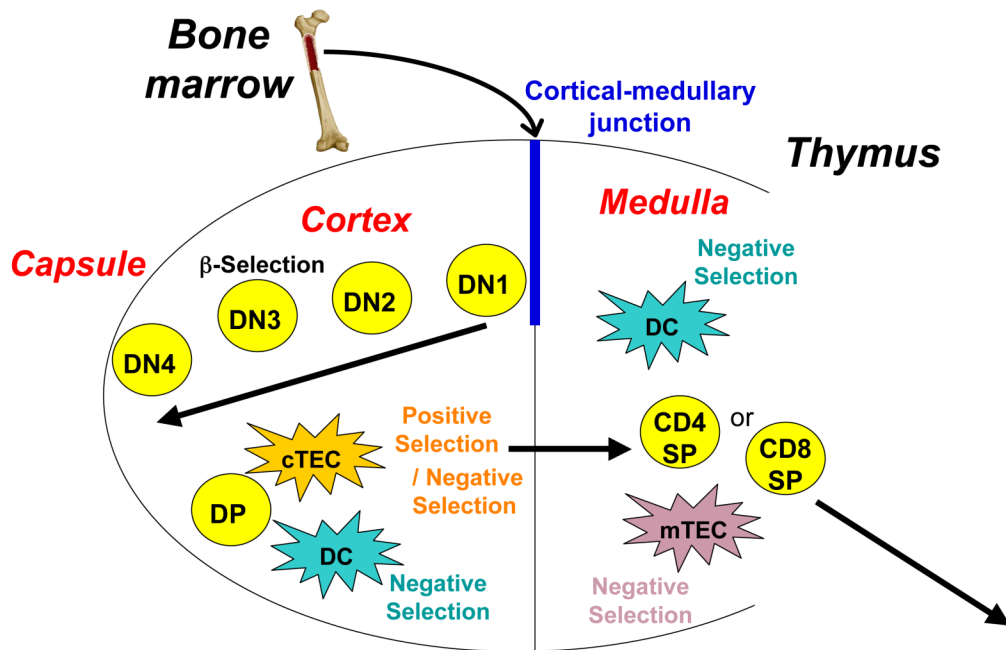 Bone
marrow
Cortical-medullary
junction
Thymus
Cortex
Medulla
Capsule
β-Selection
Negative
Selection
DN1
DN2
DN3
DN4
DC
Positive
Selection
/ Negative
Selection
cTEC
CD4
SP
or
CD8
SP
DP
DC
mTEC
Negative
Selection
Negative
Selection